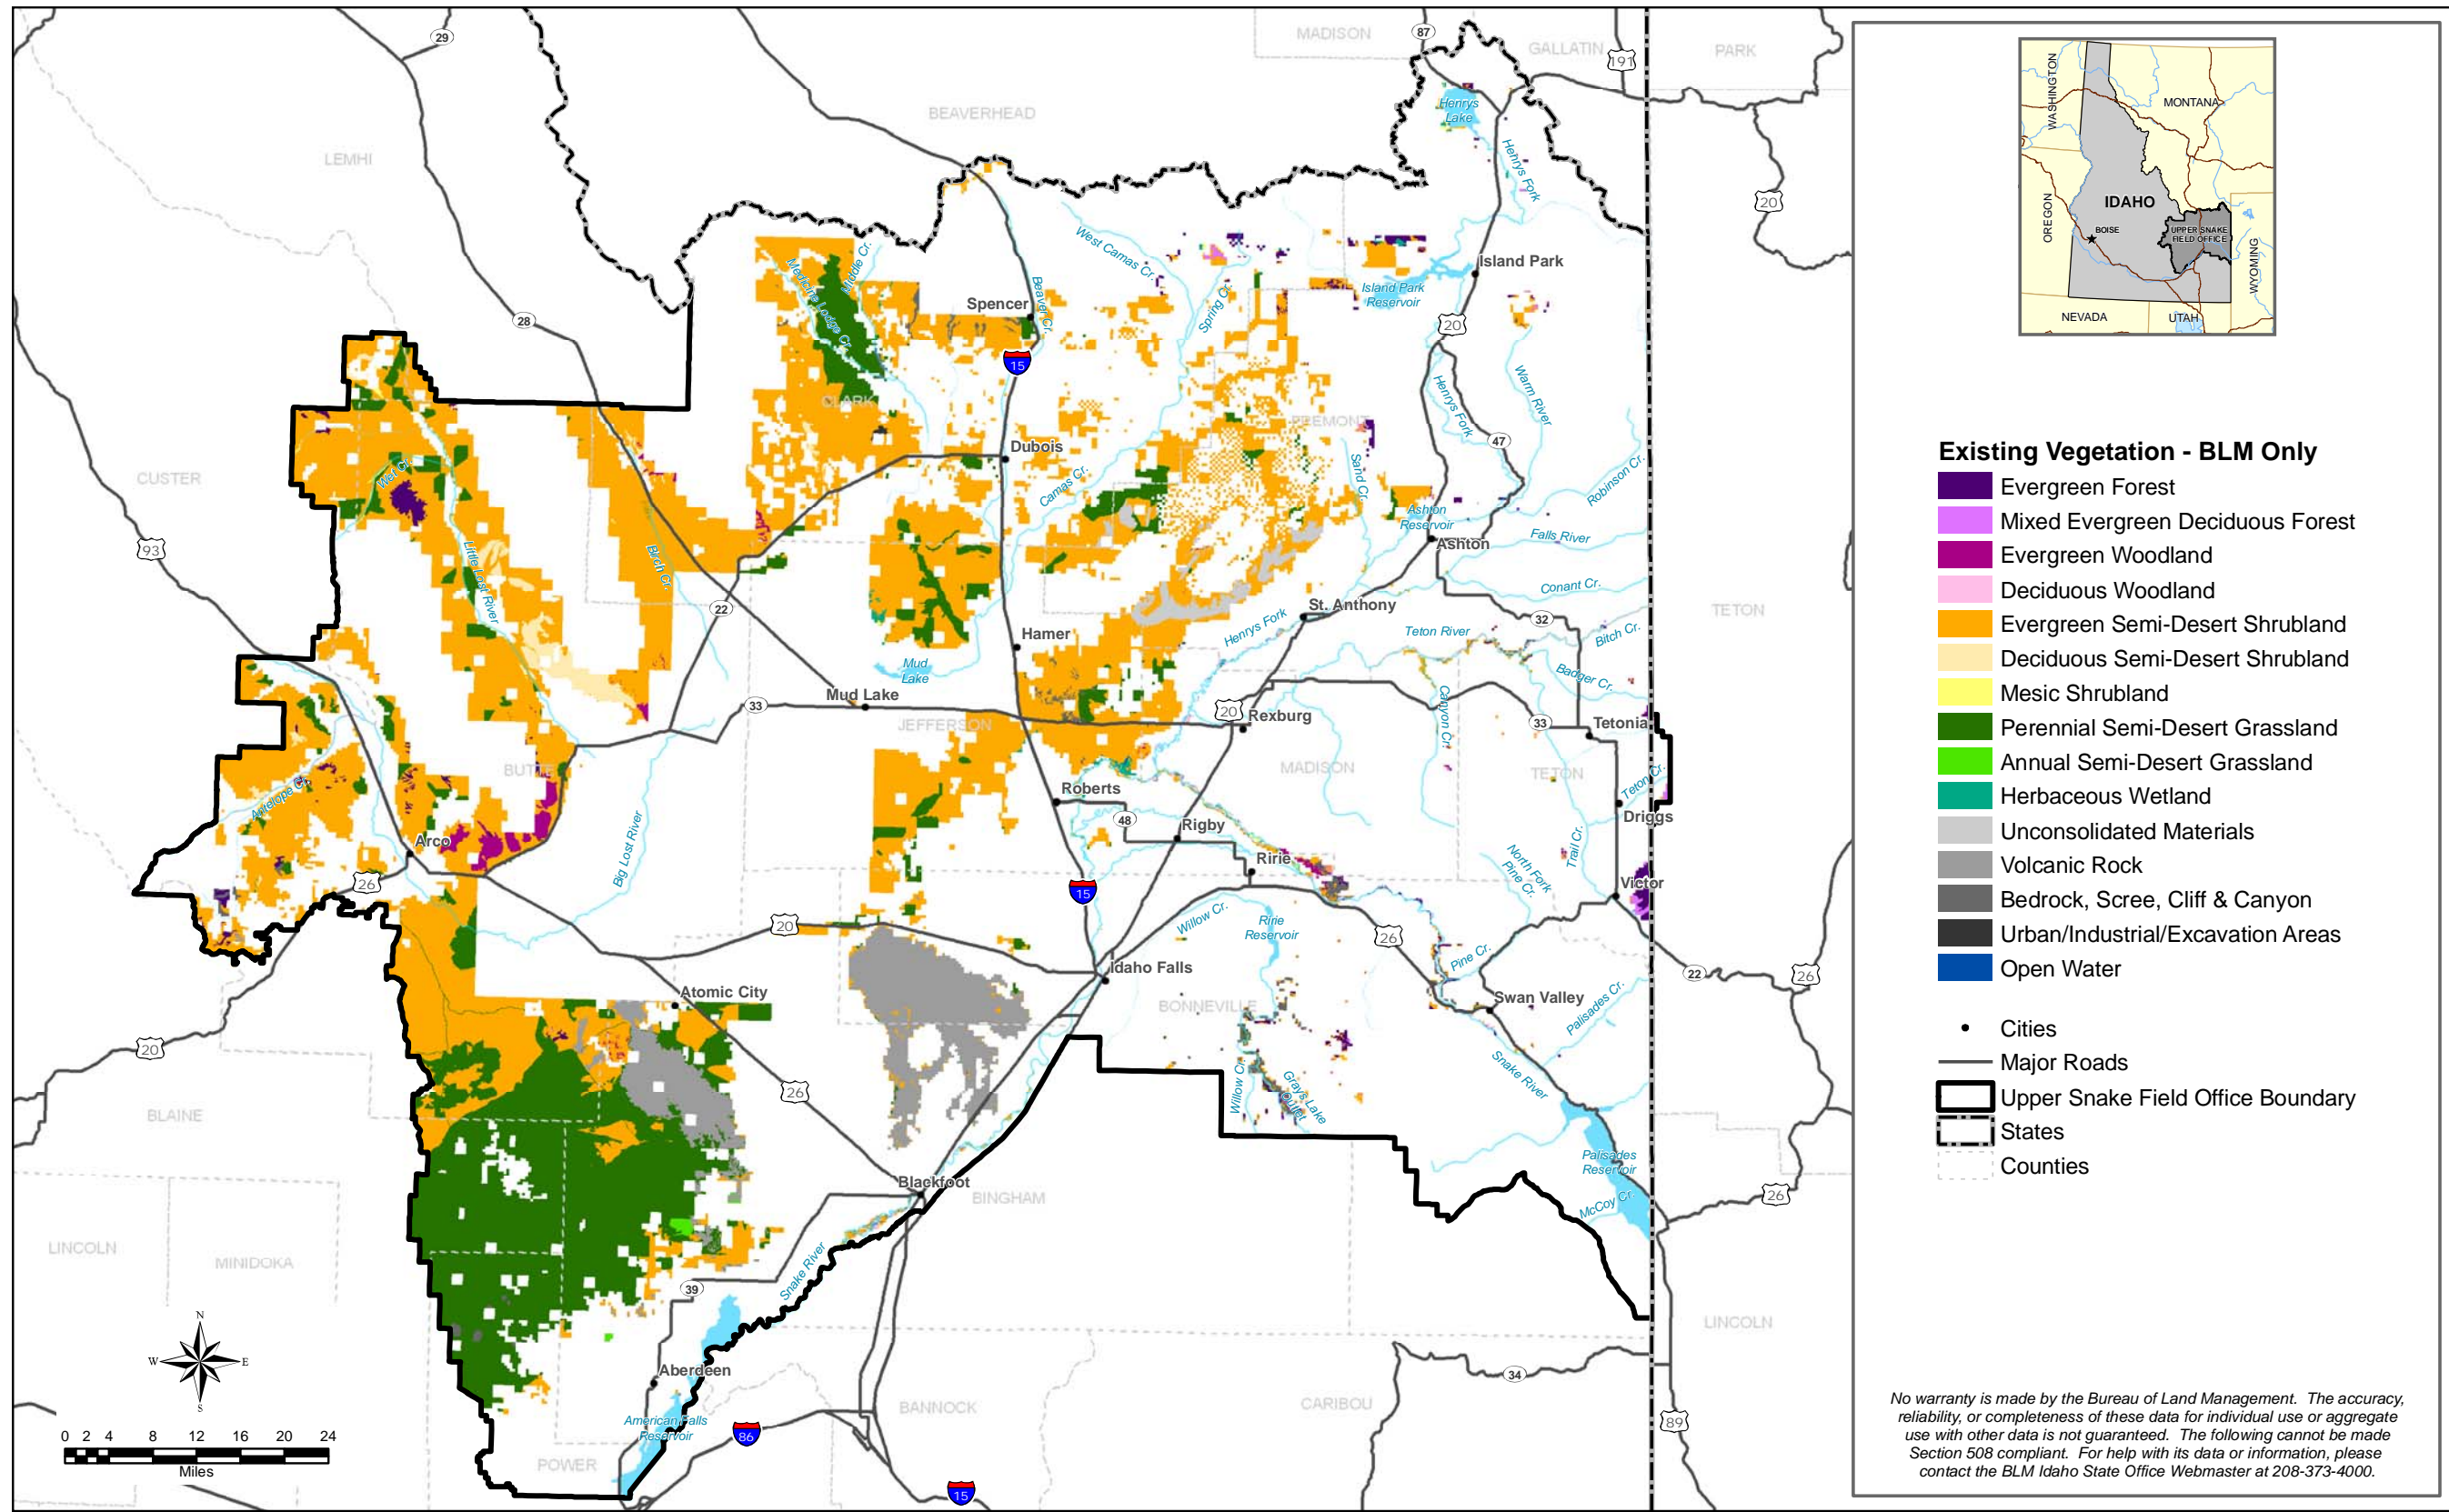 29
87
MADISON
GALLATIN
191
PARK
BEAVERHEAD
Henrys
Lake
LEMHI
Henrys Fork
20
West Camas Cr.
Middle Cr.
Medicine Lodge Cr.
Beaver Cr.
Island Park
Island Park
Reservoir
Spencer
Spring Cr.
28
20
15
Henrys Fork
Warm River
CLARK
FREMONT
47
Dubois
Camas Cr.
Sand Cr.
Robinson Cr.
CUSTER
Wet Cr.
Ashton
Reservoir
93
Ashton
Falls River
Little Lost River
Birch Cr.
Conant Cr.
22
St. Anthony
32
TETON
Hamer
Henrys Fork
Teton River
Bitch Cr.
Mud
Lake
Badger Cr.
Mud Lake
33
JEFFERSON
20
Rexburg
Canyon Cr.
33
Tetonia
BUTTE
MADISON
TETON
Teton Cr.
Antelope Cr.
Roberts
48
Rigby
Driggs
Arco
Big Lost River
Ririe
North Fork
Pine Cr.
Trail Cr.
26
15
Victor
Willow Cr.
Ririe
Reservoir
20
26
Pine Cr.
Idaho Falls
22
26
Atomic City
BONNEVILLE
Swan Valley
Palisades Cr.
20
26
Willow Cr.
Grays Lake
Outlet
Snake River
BLAINE
Palisades
Reservoir
Blackfoot
BINGHAM
26
McCoy Cr.
LINCOLN
MINIDOKA
Snake River
39
LINCOLN
Aberdeen
34
American Falls
Reservoir
BANNOCK
CARIBOU
89
86
POWER
15
N
W
E
S
0 2 4 8 12 16 20 24
Miles
WASHINGTON
MONTANA
OREGON
IDAHO
BOISE
UPPER SNAKE
FIELD OFFICE
WYOMING
NEVADA
UTAH
Existing Vegetation - BLM Only
Evergreen Forest
Mixed Evergreen Deciduous Forest
Evergreen Woodland
Deciduous Woodland
Evergreen Semi-Desert Shrubland
Deciduous Semi-Desert Shrubland
Mesic Shrubland
Perennial Semi-Desert Grassland
Annual Semi-Desert Grassland
Herbaceous Wetland
Unconsolidated Materials
Volcanic Rock
Bedrock, Scree, Cliff & Canyon
Urban/Industrial/Excavation Areas
Open Water
Cities
Major Roads
Upper Snake Field Office Boundary
States
Counties
No warranty is made by the Bureau of Land Management. The accuracy,
reliability, or completeness of these data for individual use or aggregate
use with other data is not guaranteed. The following cannot be made
Section 508 compliant. For help with its data or information, please
contact the BLM Idaho State Office Webmaster at 208-373-4000.